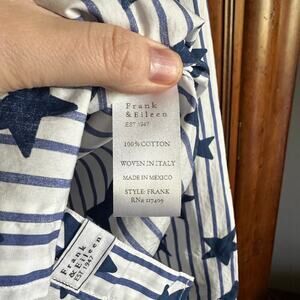 Frank
& Eileen
EST 1947
100% COTTON
WOVEN IN ITALY
MADE IN MEXICO
STYLE: FRANK
RN# 117499
Frank
& Eileen
EST 1947